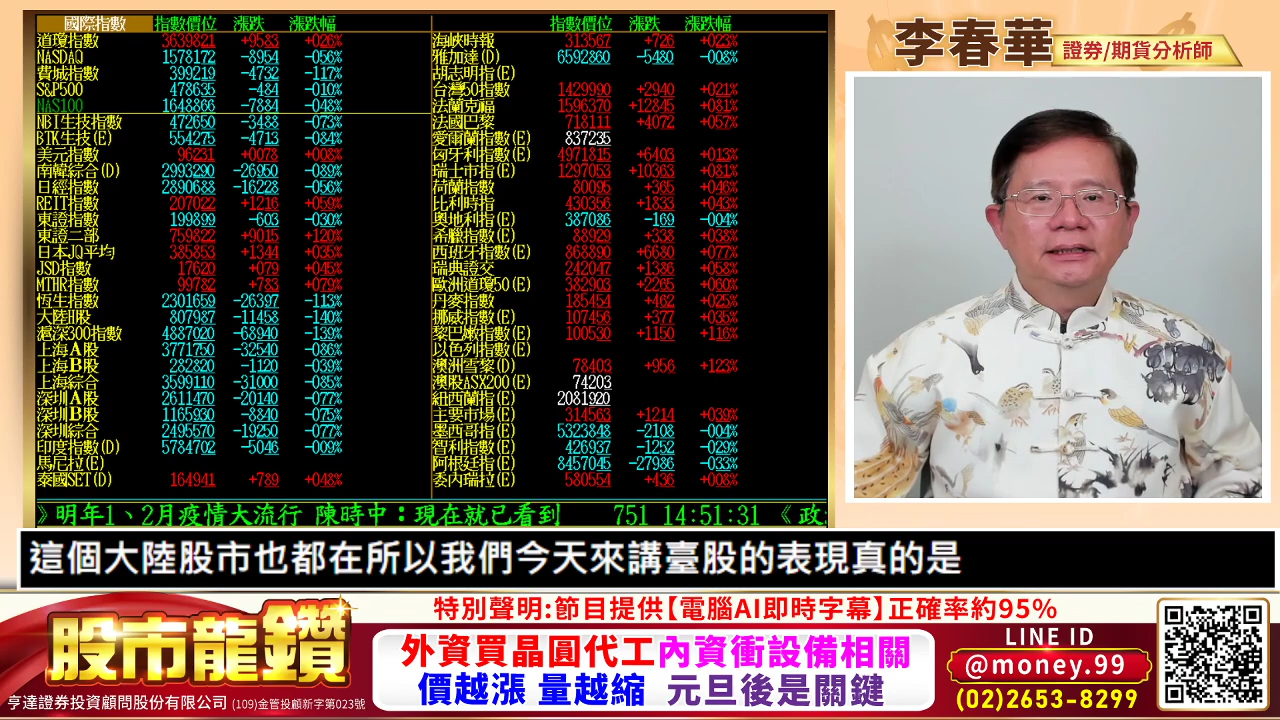 國際指數 指數價位 漲跌 漲跌幅
道瓊指數 3639821 +9583 +026%
NASDAQ 1578172 -8954 -056%
費城指數 399219 -4732 -117%
S&P500 478635 -484 -010%
NAS100 1648866 -7884 -048%
NBI生技指數 472650 -3488 -073%
BTK生技(E) 554275 -4713 -084%
美元指數 96231 +0078 +008%
南韓綜合(D) 2993290 -26950 -089%
日經指數 2890688 -16228 -056%
REIT指數 207022 +1216 +059%
東證指數 199899 -603 -030%
東證二部 759822 +9015 +120%
日本JQ平均 385853 +1344 +035%
JSD指數 17620 +079 +045%
MTHR指數 99782 +783 +079%
恆生指數 2301659 -26397 -113%
大陸H股 807987 -11458 -140%
滬深300指數 4887020 -68940 -139%
上海A股 3771750 -32540 -086%
上海B股 282820 -1120 -039%
上海綜合 3599110 -31000 -085%
深圳A股 2611470 -20140 -077%
深圳B股 1165930 -8840 -075%
深圳綜合 2495570 -19250 -077%
印度指數(D) 5784702 -5046 -009%
馬尼拉(E)
泰國SET(D) 164941 +789 +048%
指數價位 漲跌 漲跌幅
海峽時報 313567 +726 +023%
雅加達(D) 6592860 -5480 -008%
胡志明指(E)
台灣50指數 1429990 +2940 +021%
法蘭克福 1596370 +12845 +081%
法國巴黎 718111 +4072 +057%
愛爾蘭指數(E) 837235
匈牙利指數(E) 4971815 +6403 +013%
瑞士市指(E) 1297053 +10363 +081%
荷蘭指數 80095 +365 +046%
比利時指 430356 +1833 +043%
奧地利指(E) 387086 -169 -004%
希臘指數(E) 88929 +338 +038%
西班牙指數(E) 868890 +6680 +077%
瑞典證交 242047 +1386 +058%
歐洲道瓊50(E) 382903 +2265 +060%
丹麥指數 185454 +462 +025%
挪威指數(E) 107456 +377 +035%
黎巴嫩指數(E) 100530 +1150 +116%
以色列指數(E)
澳洲雪黎(D) 78403 +956 +123%
澳股ASX200(E) 74203
紐西蘭指(E) 2081920
主要市場(E) 314563 +1214 +039%
墨西哥指(E) 5323848 -2108 -004%
智利指數(E) 426937 -1252 -029%
阿根廷指(E) 8457045 -27986 -033%
委內瑞拉(E) 580554 +436 +008%
》明年1、2月疫情大流行 陳時中：現在就已看到 751 14:51:31 《 政
李春華 證券/期貨分析師
這個大陸股市也都在所以我們今天來講臺股的表現真的是
特別聲明:節目提供【電腦AI即時字幕】正確率約95%
股市龍鑽
亨達證券投資顧問股份有限公司 (109)金管投顧新字第023號
外資買晶圓代工內資衝設備相關
價越漲 量越縮 元旦後是關鍵
LINE ID
@money.99
(02)2653-8299